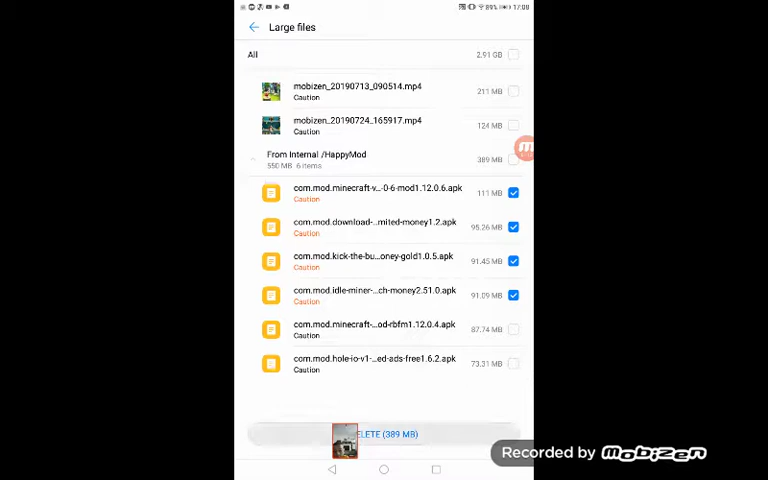 89% 17:08
Large files
All 2.91 GB
mobizen_20190713_090514.mp4
Caution 211 MB
mobizen_20190724_165917.mp4
Caution 124 MB
From Internal /HappyMod
550 MB 6 items 389 MB
com.mod.minecraft-v...-0-6-mod1.12.0.6.apk
Caution 111 MB
com.mod.download-...mited-money1.2.apk
Caution 95.26 MB
com.mod.kick-the-bu...oney-gold1.0.5.apk
Caution 91.45 MB
com.mod.idle-miner-...ch-money2.51.0.apk
Caution 91.09 MB
com.mod.minecraft-...od-rbfm1.12.0.4.apk
Caution 87.74 MB
com.mod.hole-io-v1-...ed-ads-free1.6.2.apk
Caution 73.31 MB
ELETE (389 MB)
Recorded by Mobizen